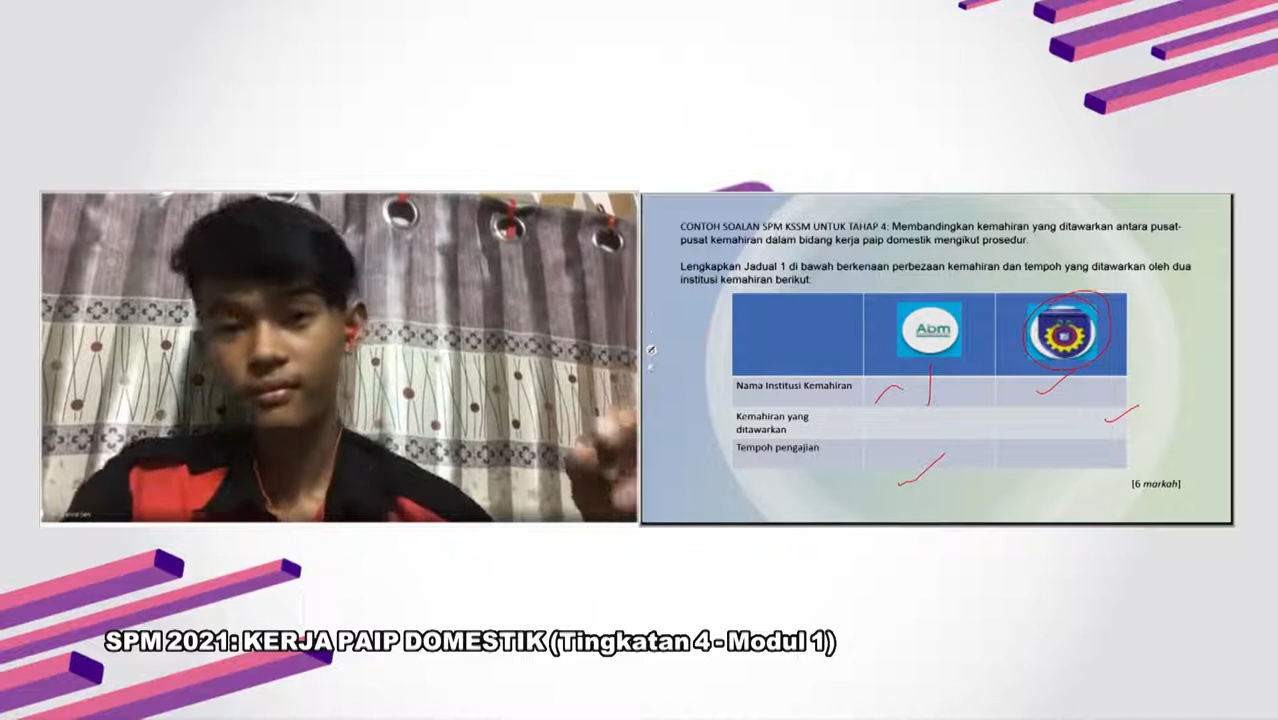 CONTOH SOALAN SPM KSSM UNTUK TAHAP 4: Membandingkan kemahiran yang ditawarkan antara pusat-
pusat kemahiran dalam bidang kerja paip domestik mengikut prosedur.
Lengkapkan Jadual 1 di bawah berkenaan perbezaan kemahiran dan tempoh yang ditawarkan oleh dua
institusi kemahiran berikut:
Abm
Nama Institusi Kemahiran
Kemahiran yang
ditawarkan
Tempoh pengajian
[6 markah]
SPM 2021: KERJA PAIP DOMESTIK (Tingkatan 4 - Modul 1)